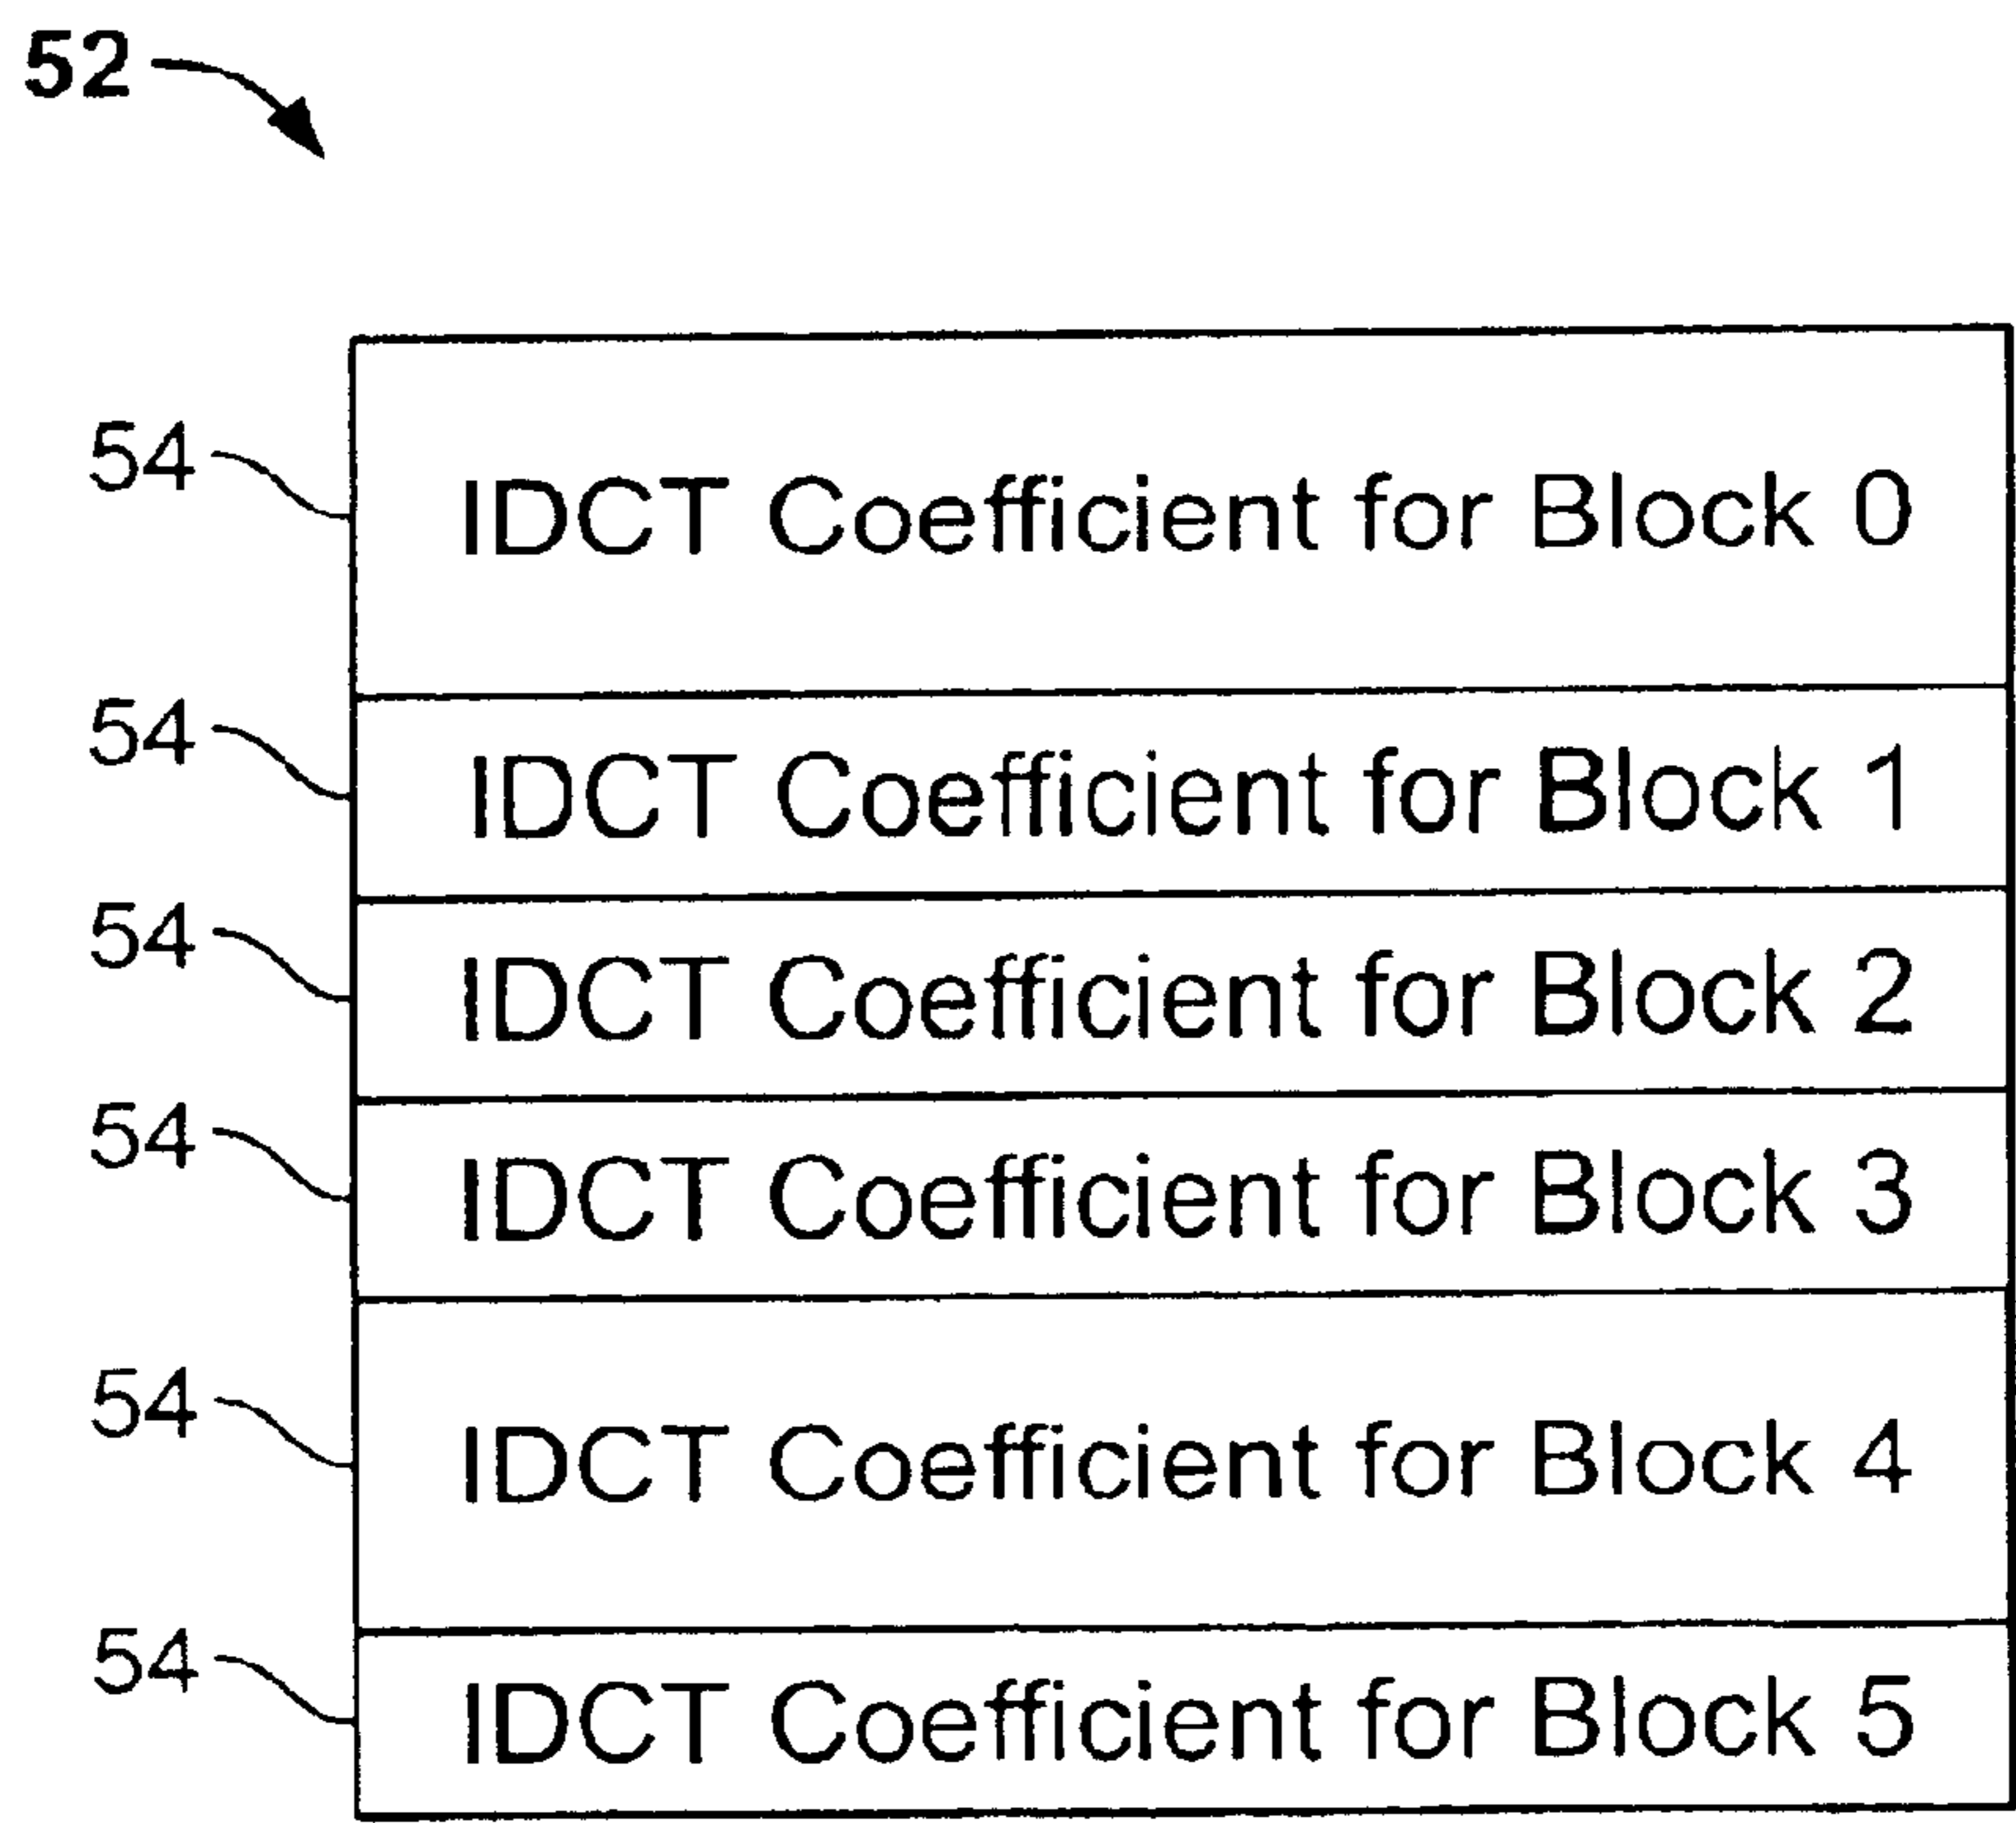 52
54 IDCT Coefficient for Block 0
54 IDCT Coefficient for Block 1
54 IDCT Coefficient for Block 2
54 IDCT Coefficient for Block 3
54 IDCT Coefficient for Block 4
54 IDCT Coefficient for Block 5